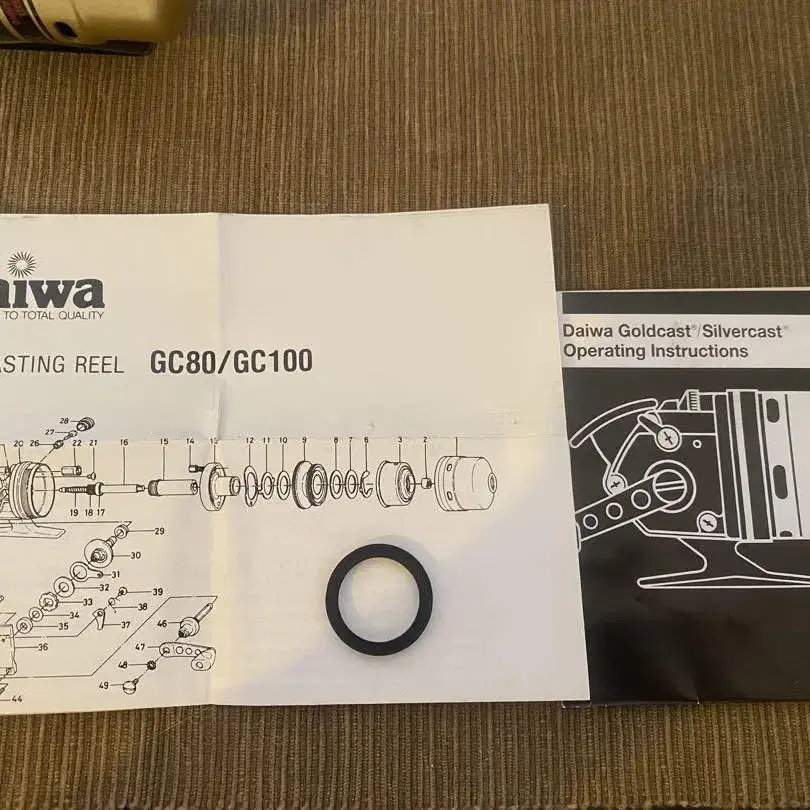 aiwa
TO TOTAL QUALITY
ASTING REEL GC80/GC100
28
27
20 26 22 21 16 15 14 13 12 11 10 9 8 7 6 3 2 1
19 18 17
29
30
31
32
33
34
35
36
39
38
37
46
47
48
49
44
Daiwa Goldcast®/Silvercast®
Operating Instructions